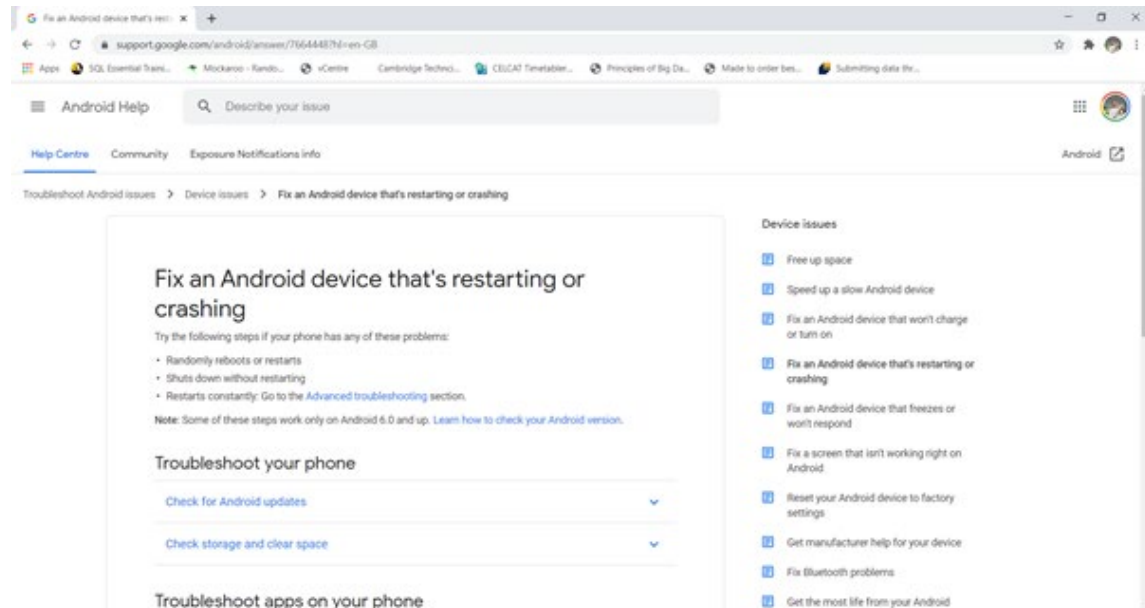 Fix an Android device that's rest
support.google.com/android/answer/7664448?hl=en-GB
Apps SQL Essential Traini... Mockaroo - Rando... vCentre Cambridge Techno... CELCAT Timetabler... Principles of Big Da... Made to order bes... Submitting data thr...
Android Help Describe your issue
Help Centre Community Exposure Notifications info Android
Troubleshoot Android issues > Device issues > Fix an Android device that's restarting or crashing
Fix an Android device that's restarting or
crashing
Try the following steps if your phone has any of these problems:
• Randomly reboots or restarts
• Shuts down without restarting
• Restarts constantly: Go to the Advanced troubleshooting section.
Note: Some of these steps work only on Android 6.0 and up. Learn how to check your Android version.
Troubleshoot your phone
Check for Android updates
Check storage and clear space
Troubleshoot apps on your phone
Device issues
Free up space
Speed up a slow Android device
Fix an Android device that won't charge
or turn on
Fix an Android device that's restarting or
crashing
Fix an Android device that freezes or
won't respond
Fix a screen that isn't working right on
Android
Reset your Android device to factory
settings
Get manufacturer help for your device
Fix Bluetooth problems
Get the most life from your Android